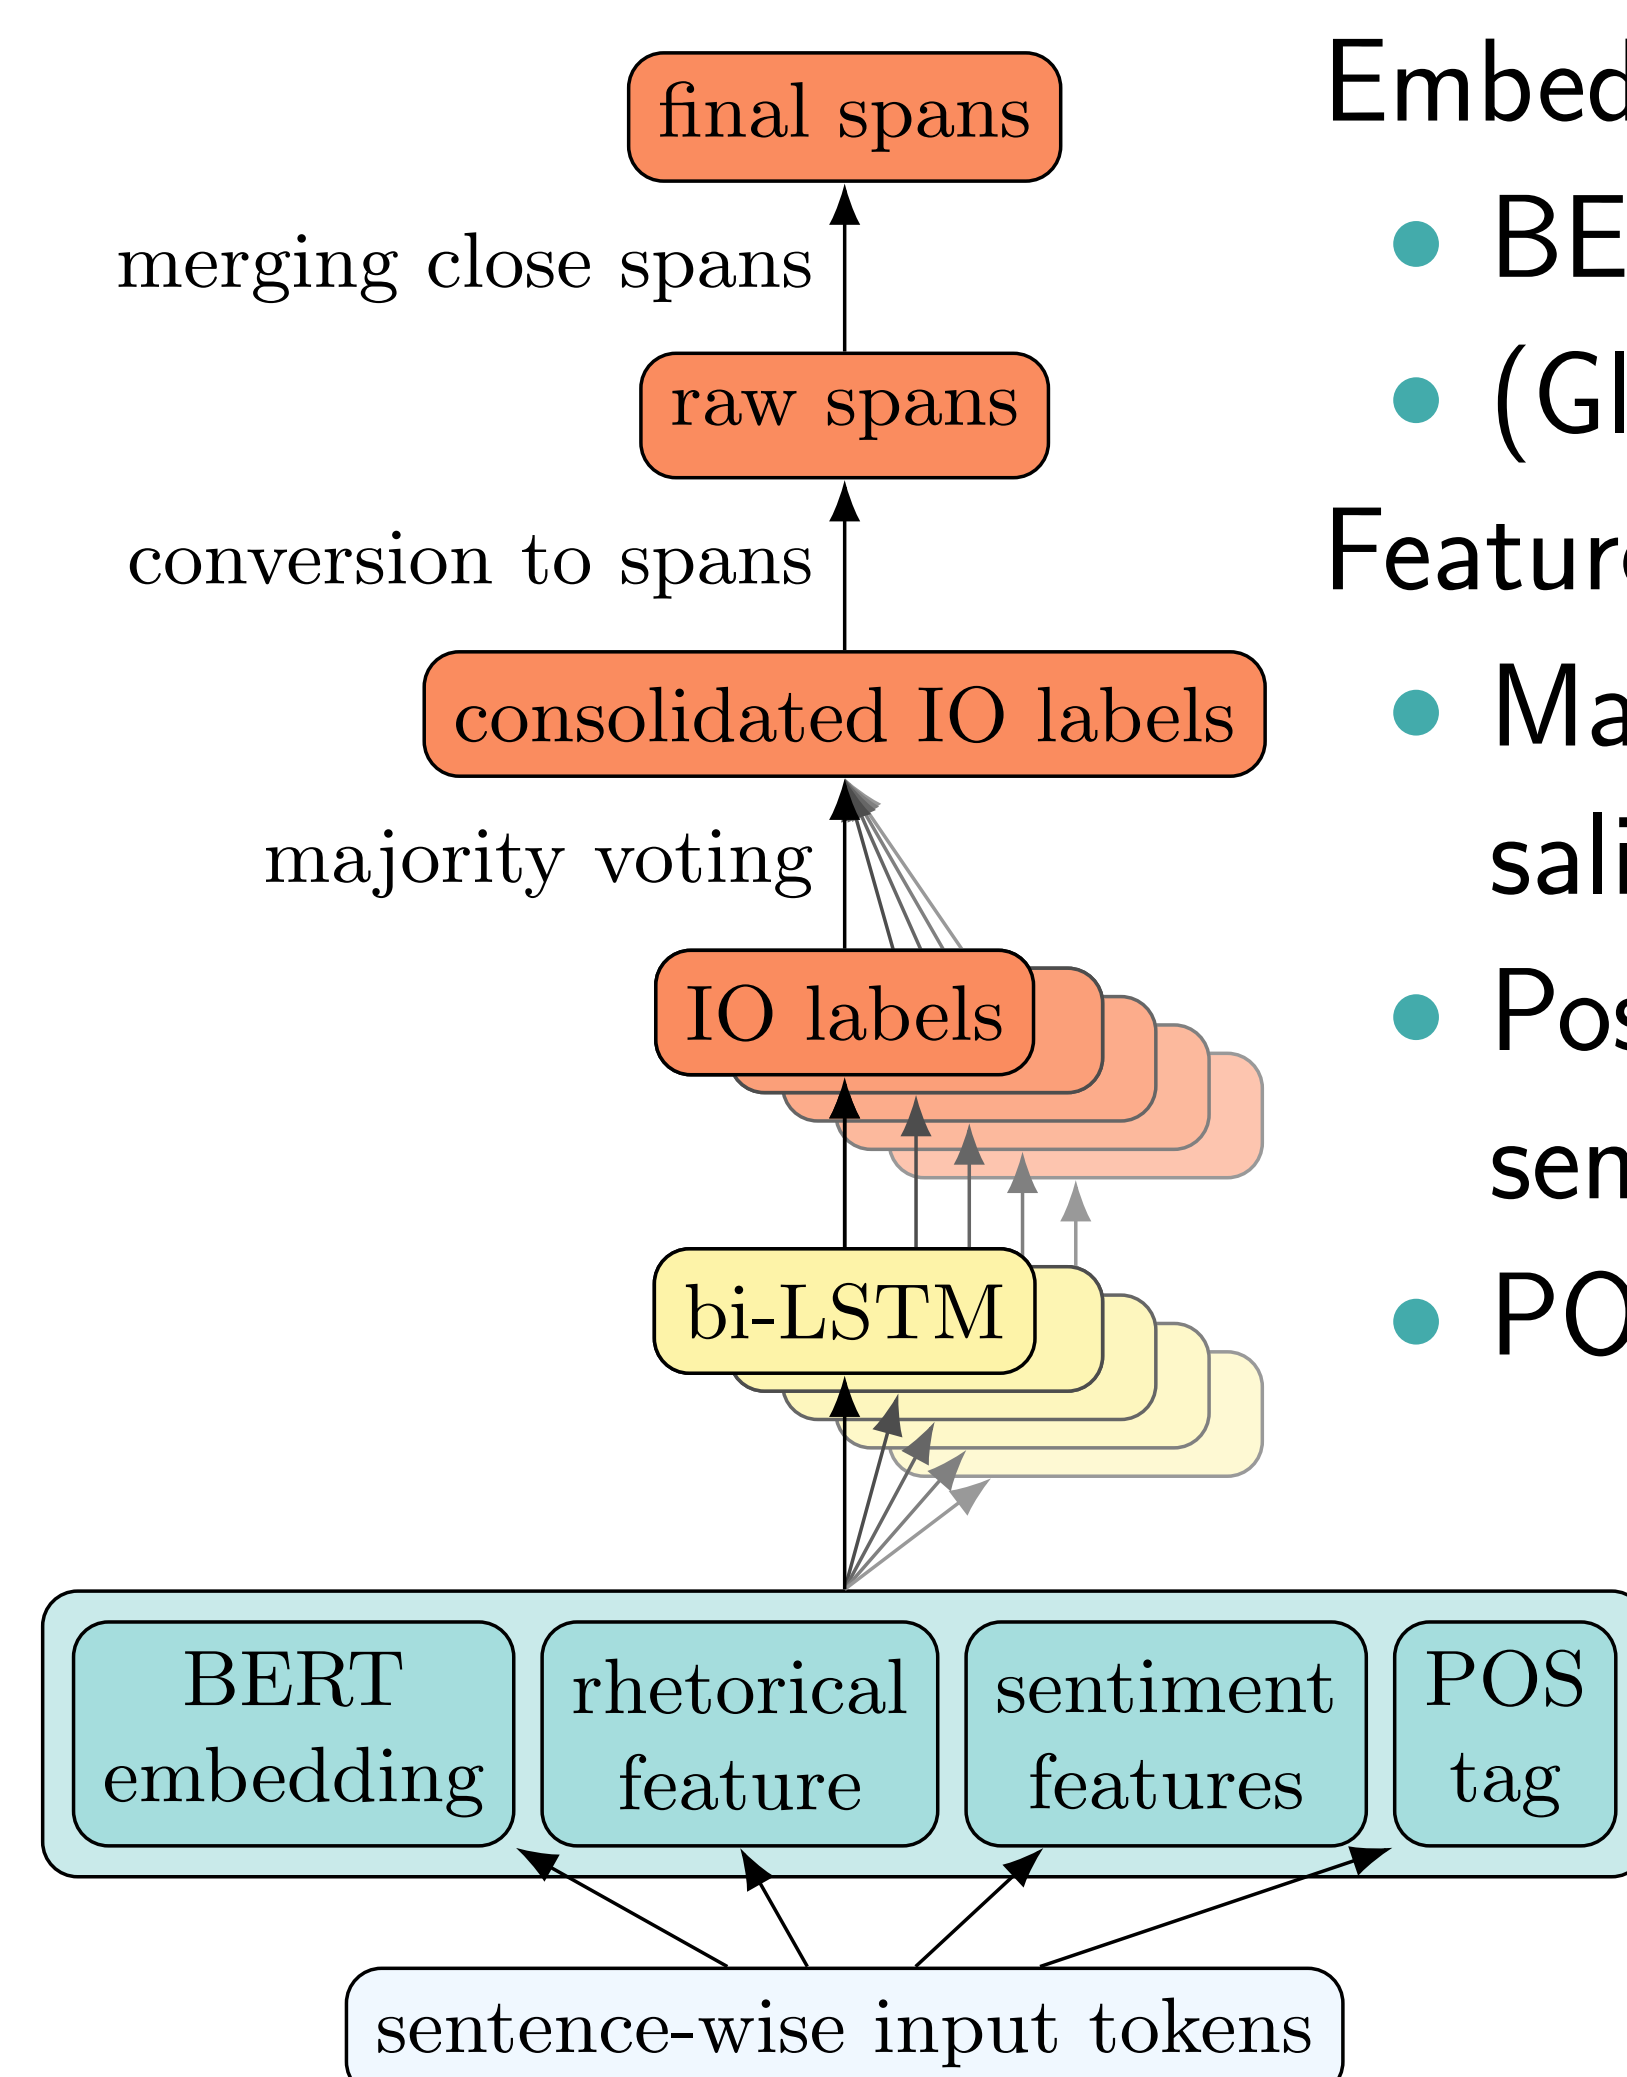 final spans
merging close spans
raw spans
conversion to spans
consolidated IO labels
majority voting
IO labels
bi-LSTM
BERT
embedding
rhetorical
feature
sentiment
features
POS
tag
sentence-wise input tokens